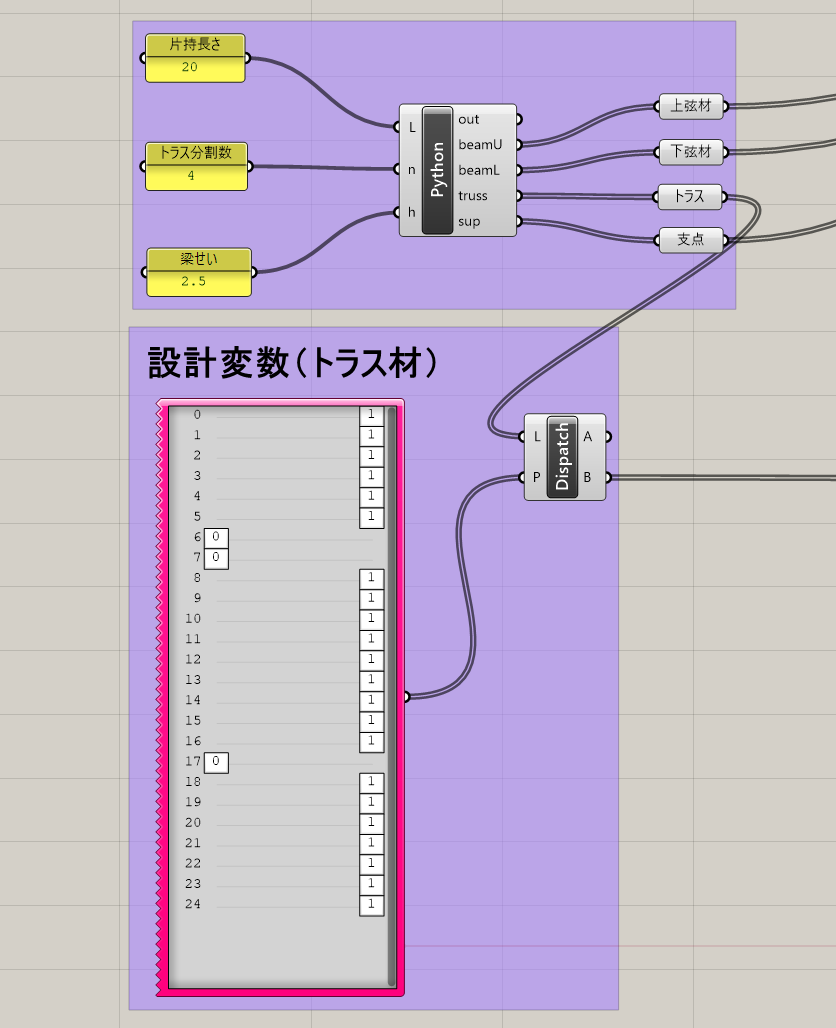 片持長さ
20
トラス分割数
4
梁せい
2.5
L
n
h
Python
out
beamU
beamL
truss
sup
上弦材
下弦材
トラス
支点
設計変数(トラス材)
0 1
1 1
2 1
3 1
4 1
5 1
6 0
7 0
8 1
9 1
10 1
11 1
12 1
13 1
14 1
15 1
16 1
17 0
18 1
19 1
20 1
21 1
22 1
23 1
24 1
L
P
Dispatch
A
B